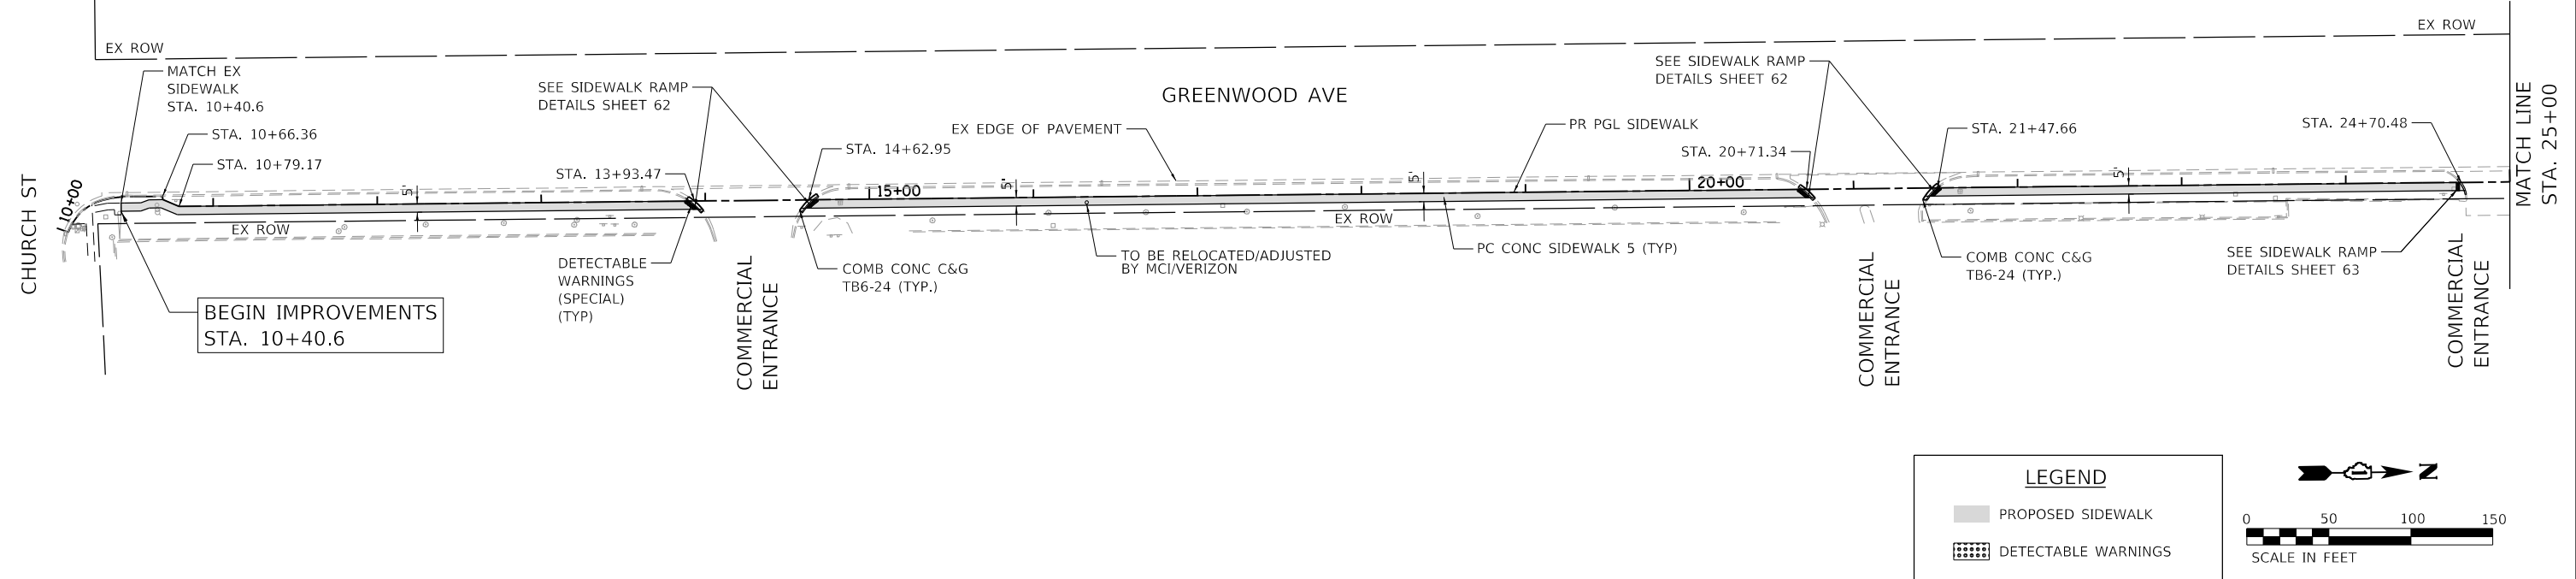 EX ROW
EX ROW
MATCH EX
SIDEWALK
STA. 10+40.6
STA. 10+66.36
STA. 10+79.17
SEE SIDEWALK RAMP
DETAILS SHEET 62
STA. 13+93.47
STA. 14+62.95
GREENWOOD AVE
EX EDGE OF PAVEMENT
PR PGL SIDEWALK
SEE SIDEWALK RAMP
DETAILS SHEET 62
STA. 20+71.34
STA. 21+47.66
STA. 24+70.48
MATCH LINE
STA. 25+00
CHURCH ST
10+00
5'
15+00
5'
5'
20+00
5'
EX ROW
EX ROW
BEGIN IMPROVEMENTS
STA. 10+40.6
DETECTABLE
WARNINGS
(SPECIAL)
(TYP)
COMMERCIAL
ENTRANCE
COMB CONC C&G
TB6-24 (TYP.)
TO BE RELOCATED/ADJUSTED
BY MCI/VERIZON
PC CONC SIDEWALK 5 (TYP)
COMMERCIAL
ENTRANCE
COMB CONC C&G
TB6-24 (TYP.)
SEE SIDEWALK RAMP
DETAILS SHEET 63
COMMERCIAL
ENTRANCE
LEGEND
PROPOSED SIDEWALK
DETECTABLE WARNINGS
N
0 50 100 150
SCALE IN FEET